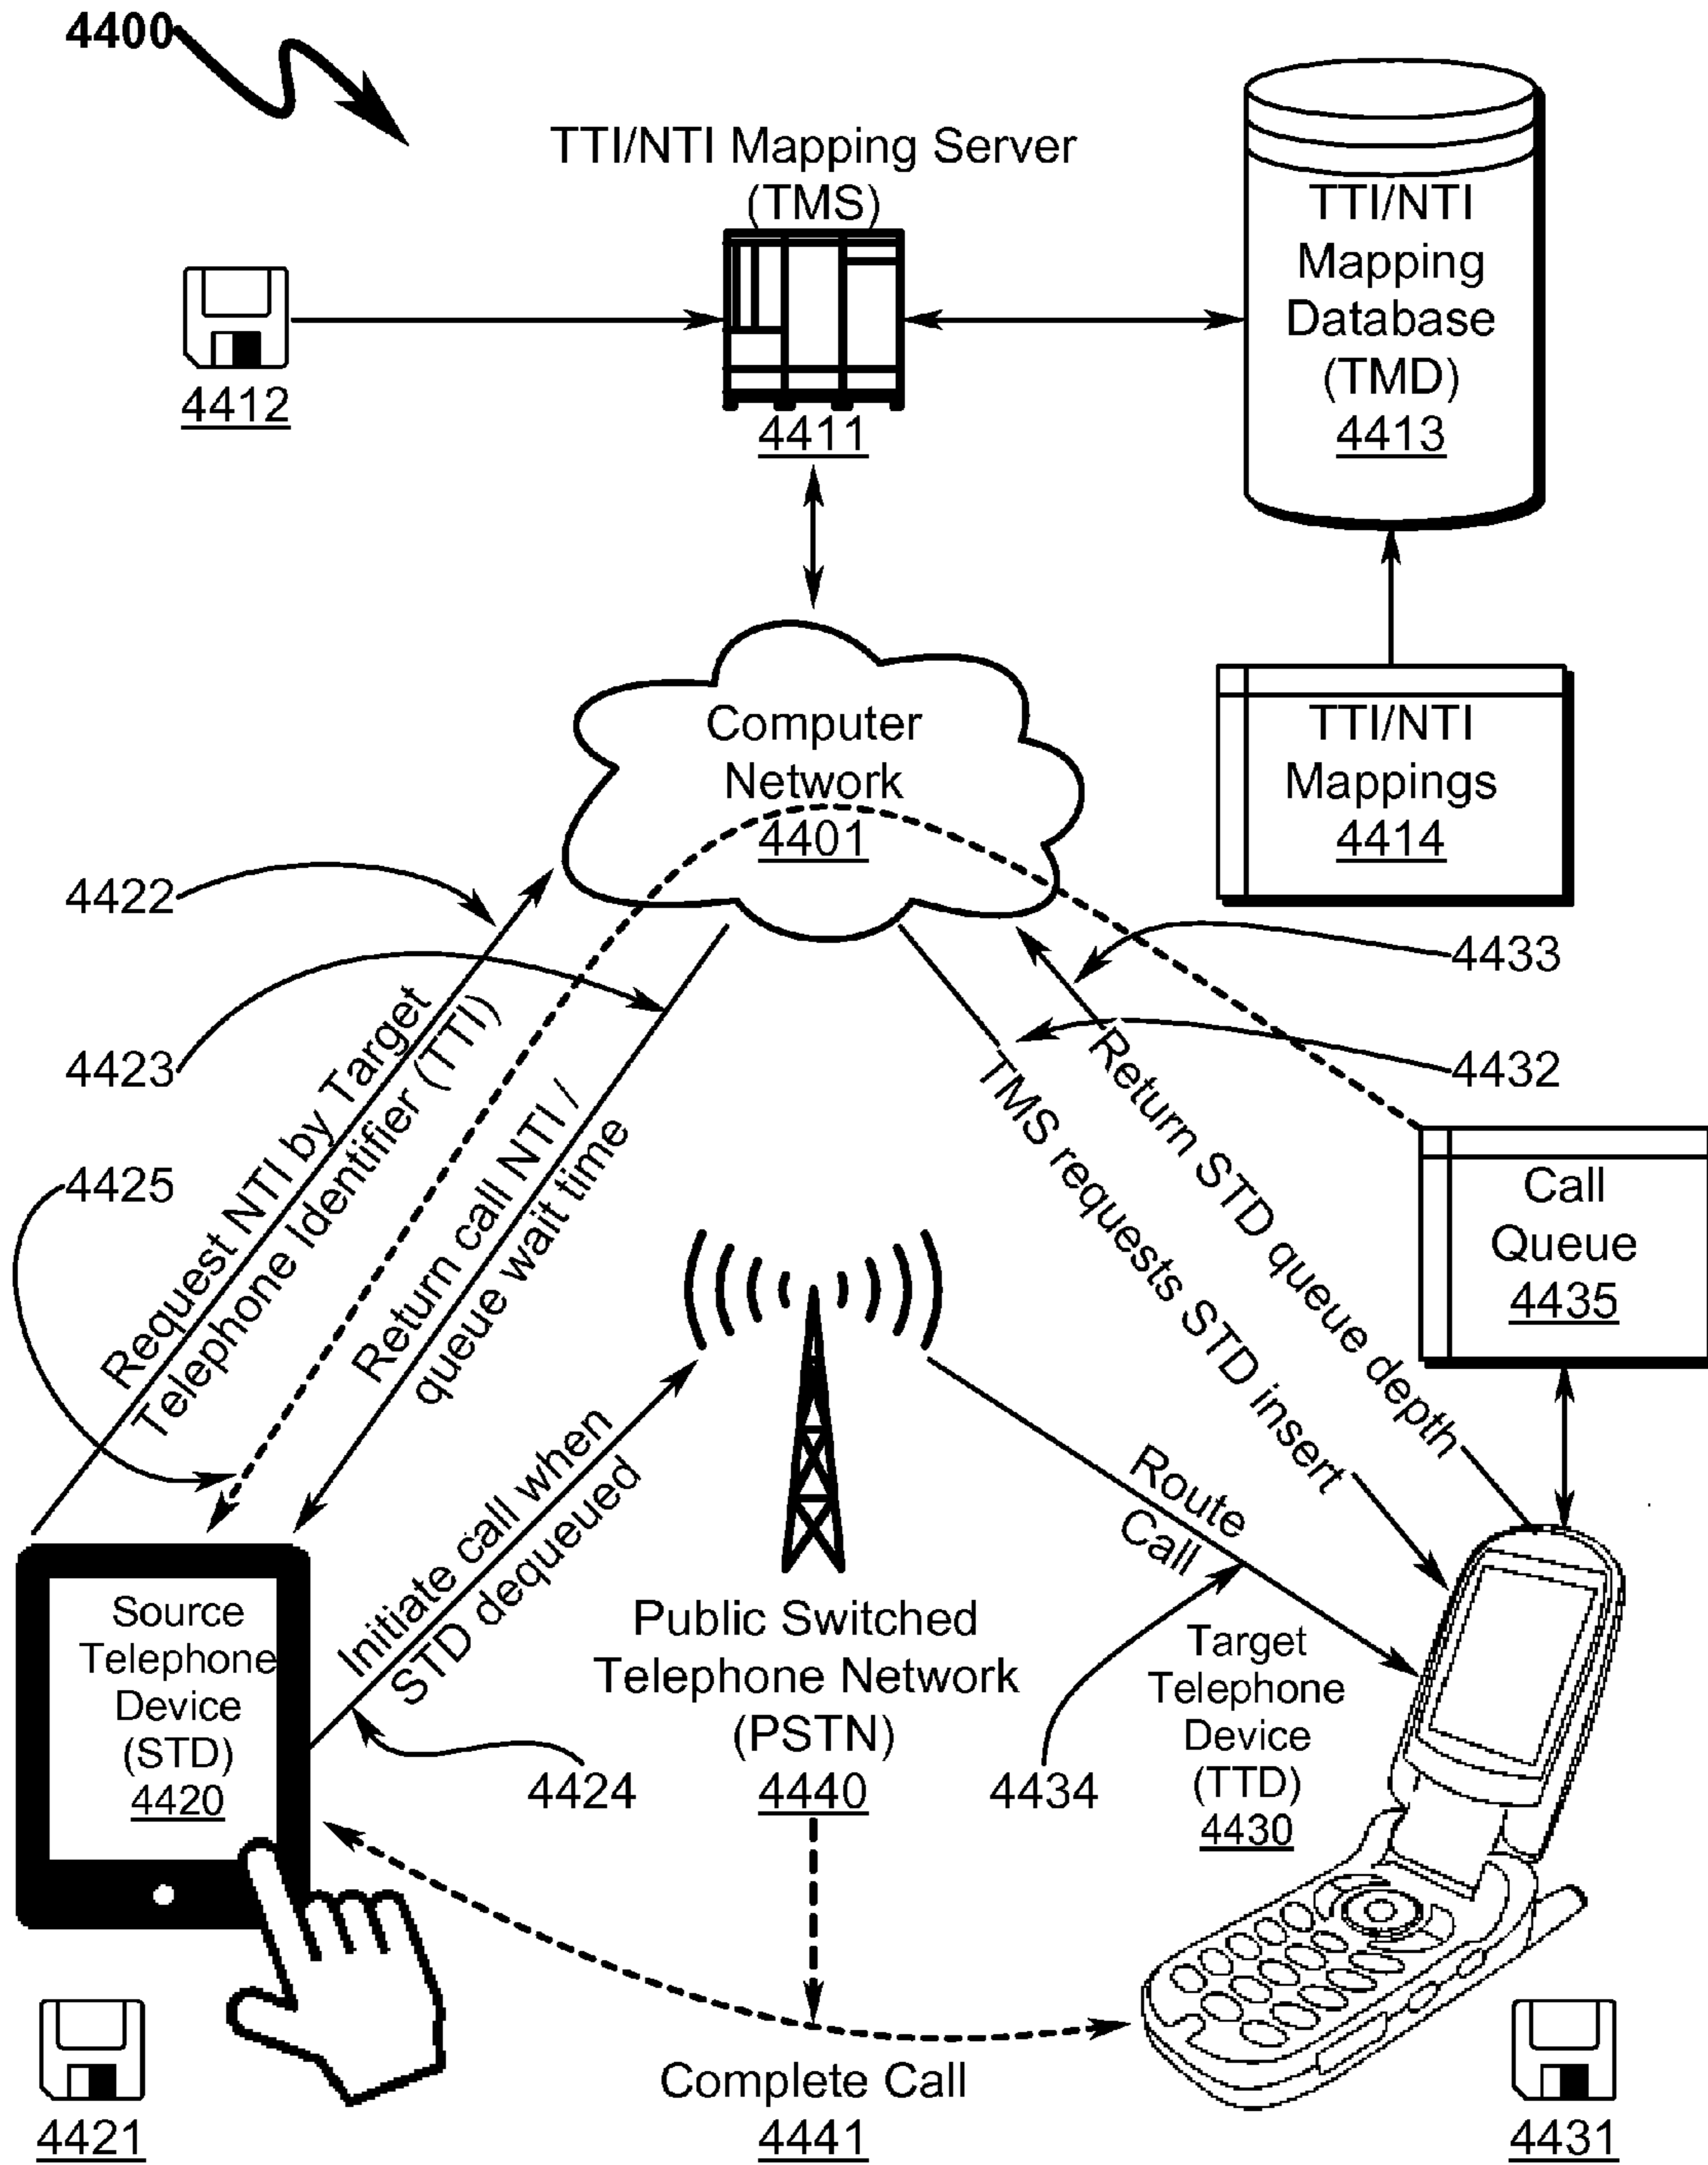 4400
TTI/NTI Mapping Server
(TMS)
4411
4412
TTI/NTI
Mapping
Database
(TMD)
4413
Computer
Network
4401
TTI/NTI
Mappings
4414
4422
4423
4425
4433
4432
Request NTI by Target
Telephone Identifier (TTI)
Return call NTI /
queue wait time
TMS requests STD insert
Return STD queue depth
Call
Queue
4435
Initiate call when
STD dequeued
Route
Call
Source
Telephone
Device
(STD)
4420
4424
Public Switched
Telephone Network
(PSTN)
4440
4434
Target
Telephone
Device
(TTD)
4430
Complete Call
4441
4421
4431